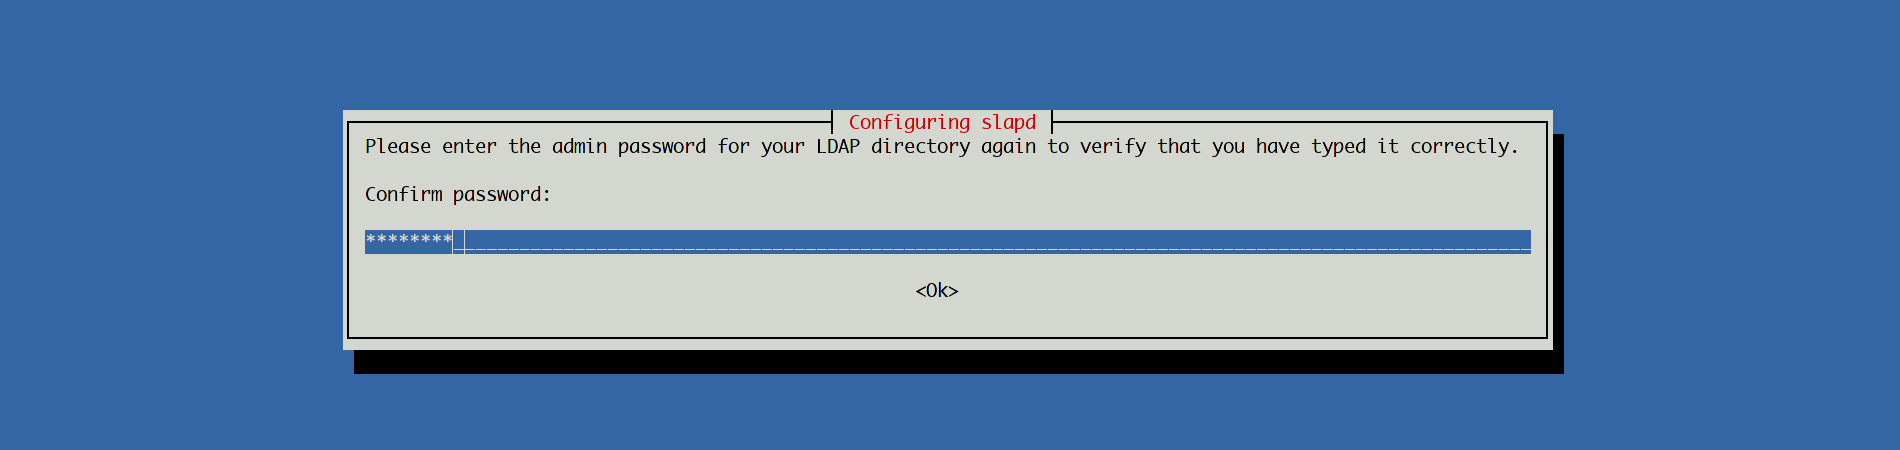 Configuring slapd
Please enter the admin password for your LDAP directory again to verify that you have typed it correctly.
Confirm password:
********
<Ok>